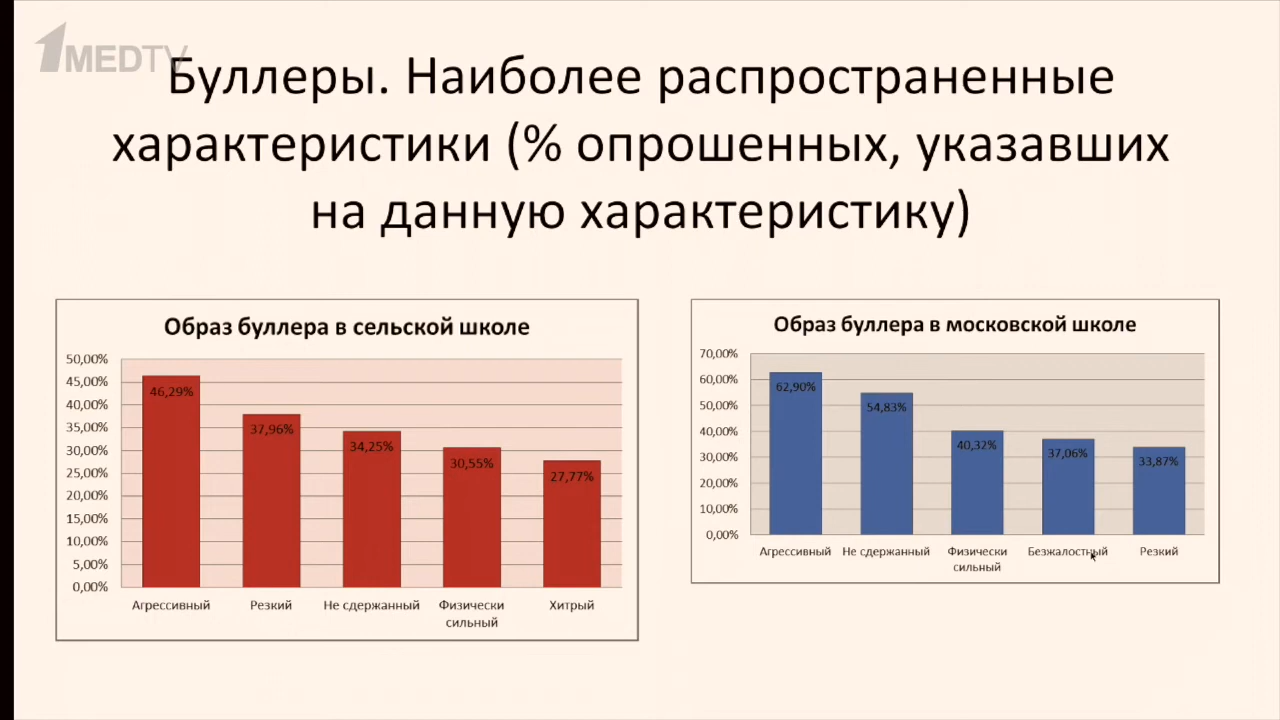 1MEDTV
Буллеры. Наиболее распространенные
характеристики (% опрошенных, указавших
на данную характеристику)
Образ буллера в сельской школе
50,00%
45,00%
40,00%
35,00%
30,00%
25,00%
20,00%
15,00%
10,00%
5,00%
0,00%
46,29%
37,96%
34,25%
30,55%
27,77%
Агрессивный
Резкий
Не сдержанный
Физически
сильный
Хитрый
Образ буллера в московской школе
70,00%
60,00%
50,00%
40,00%
30,00%
20,00%
10,00%
0,00%
62,90%
54,83%
40,32%
37,06%
33,87%
Агрессивный
Не сдержанный
Физически
сильный
Безжалостный
Резкий